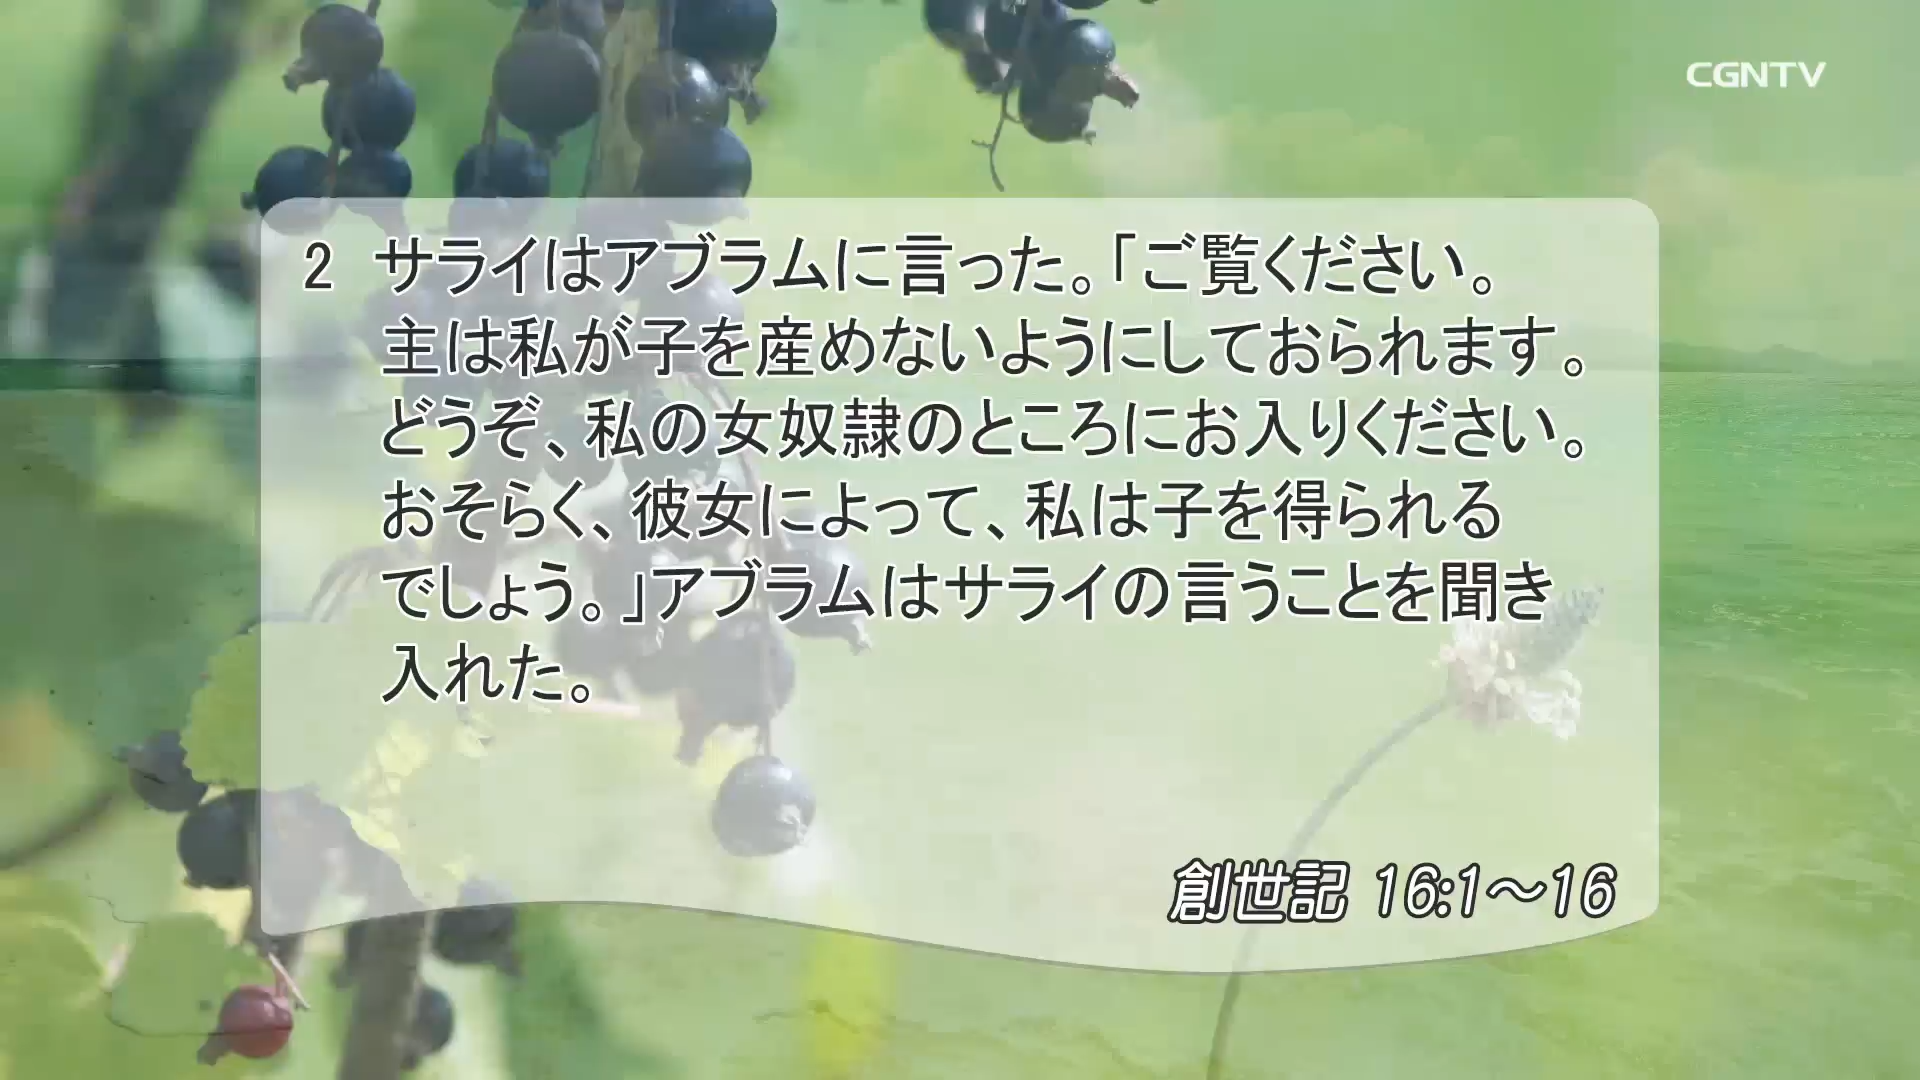 CGNTV
2 サライはアブラムに言った。「ご覧ください。
主は私が子を産めないようにしておられます。
どうぞ、私の女奴隷のところにお入りください。
おそらく、彼女によって、私は子を得られる
でしょう。」アブラムはサライの言うことを聞き
入れた。
創世記 16:1～16